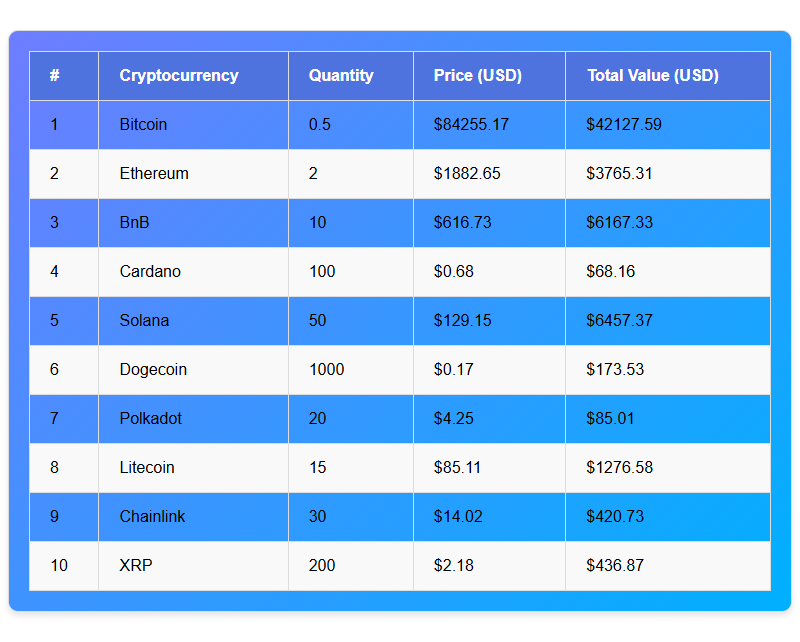 # Cryptocurrency Quantity Price (USD) Total Value (USD)
1 Bitcoin 0.5 $84255.17 $42127.59
2 Ethereum 2 $1882.65 $3765.31
3 BnB 10 $616.73 $6167.33
4 Cardano 100 $0.68 $68.16
5 Solana 50 $129.15 $6457.37
6 Dogecoin 1000 $0.17 $173.53
7 Polkadot 20 $4.25 $85.01
8 Litecoin 15 $85.11 $1276.58
9 Chainlink 30 $14.02 $420.73
10 XRP 200 $2.18 $436.87